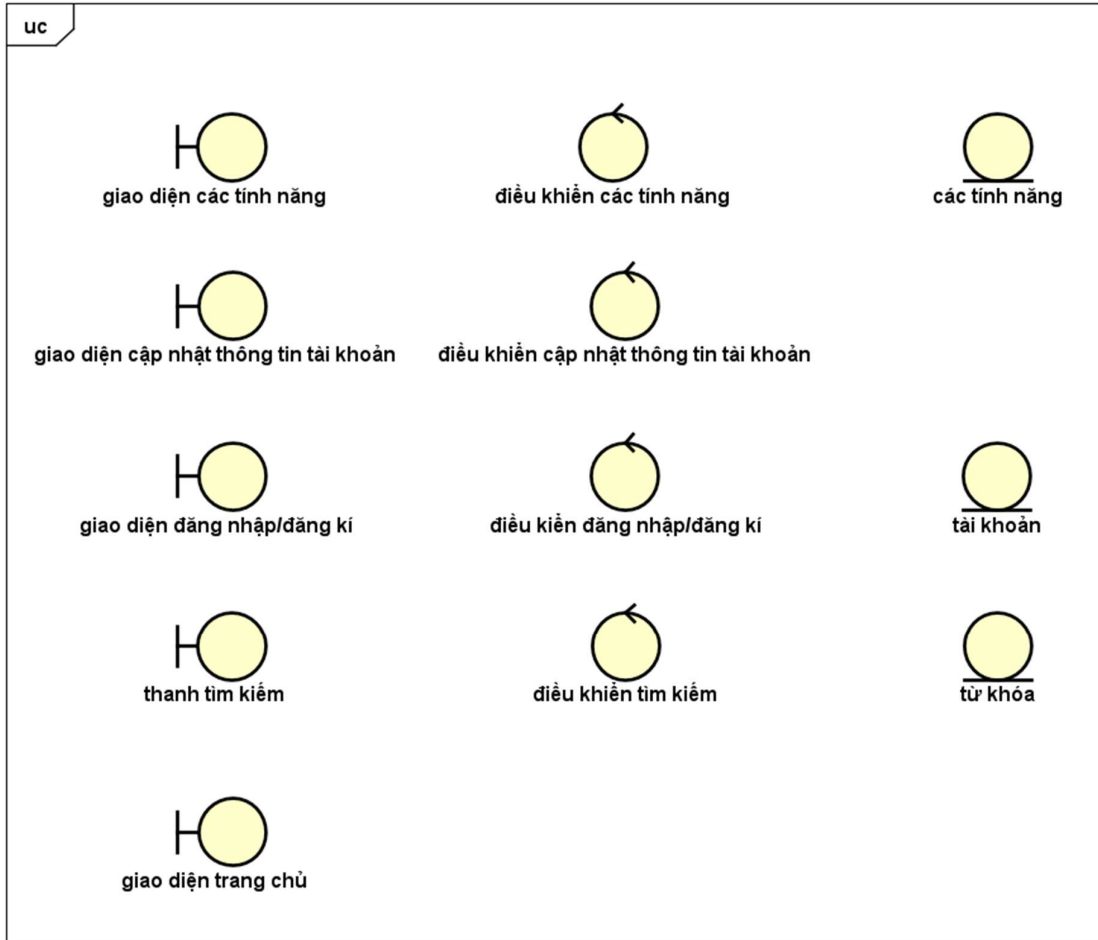 uc
giao diện các tính năng
điều khiển các tính năng
các tính năng
giao diện cập nhật thông tin tài khoản
điều khiển cập nhật thông tin tài khoản
giao diện đăng nhập/đăng kí
điều kiển đăng nhập/đăng kí
tài khoản
thanh tìm kiếm
điều khiển tìm kiếm
từ khóa
giao diện trang chủ